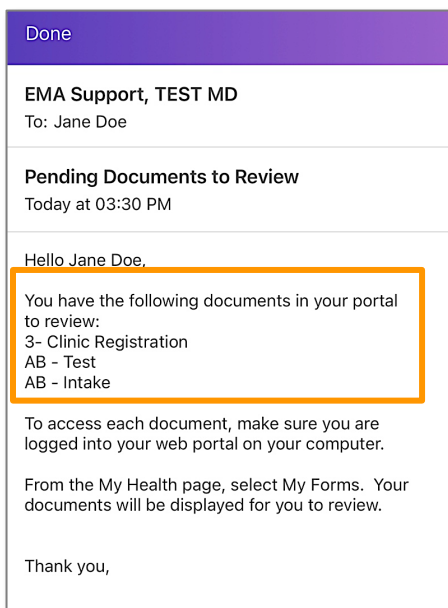 Done
EMA Support, TEST MD
To: Jane Doe
Pending Documents to Review
Today at 03:30 PM
Hello Jane Doe,
You have the following documents in your portal
to review:
3- Clinic Registration
AB - Test
AB - Intake
To access each document, make sure you are
logged into your web portal on your computer.
From the My Health page, select My Forms.  Your
documents will be displayed for you to review.
Thank you,